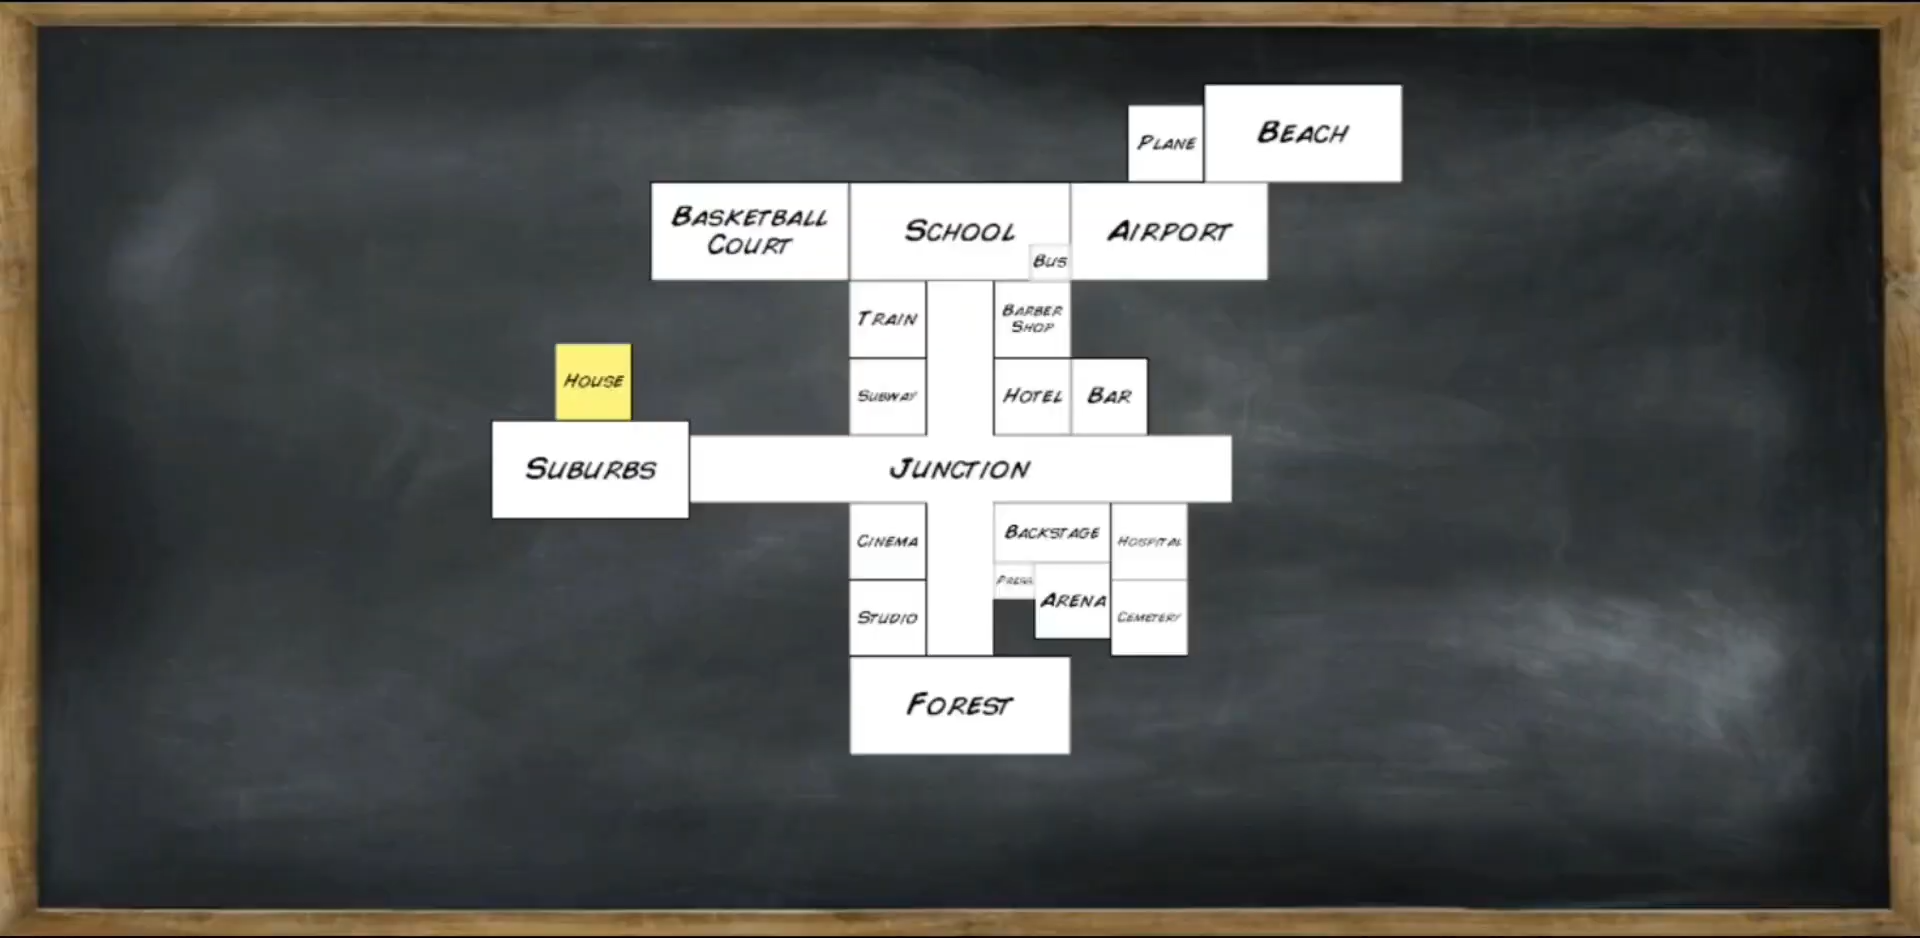 PLANE
BEACH
BASKETBALL
COURT
SCHOOL
AIRPORT
BUS
TRAIN
BARBER
SHOP
HOUSE
SUBWAY
HOTEL
BAR
SUBURBS
JUNCTION
CINEMA
BACKSTAGE
HOSPITAL
PRESS
ARENA
STUDIO
CEMETERY
FOREST